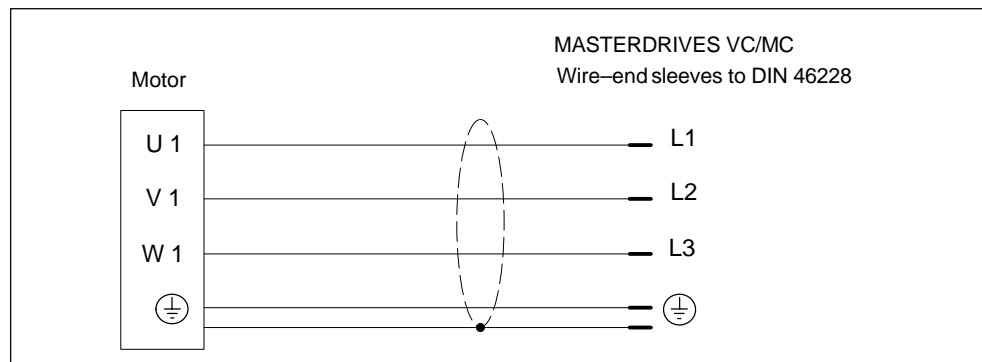 MASTERDRIVES VC/MC
Wire–end sleeves to DIN 46228
Motor
U 1
L1
V 1
L2
W 1
L3